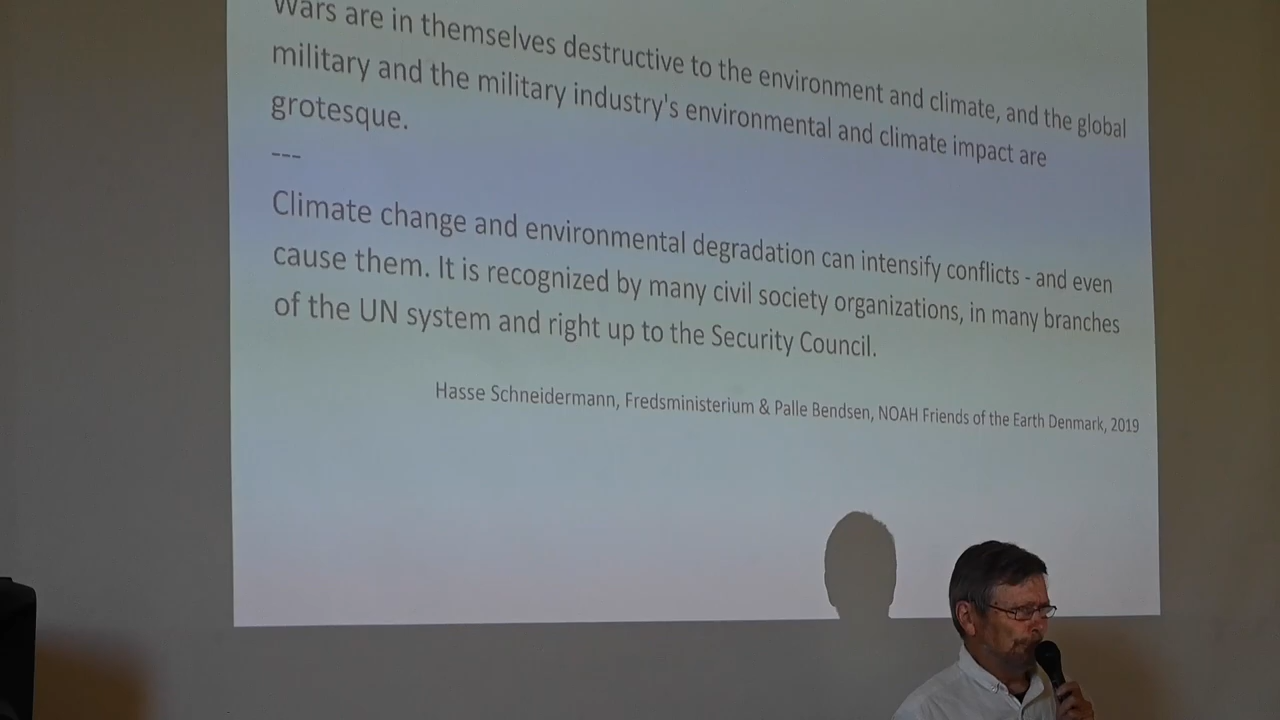 Wars are in themselves destructive to the environment and climate, and the global
military and the military industry's environmental and climate impact are
grotesque.
---
Climate change and environmental degradation can intensify conflicts - and even
cause them. It is recognized by many civil society organizations, in many branches
of the UN system and right up to the Security Council.
Hasse Schneidermann, Fredsministerium & Palle Bendsen, NOAH Friends of the Earth Denmark, 2019